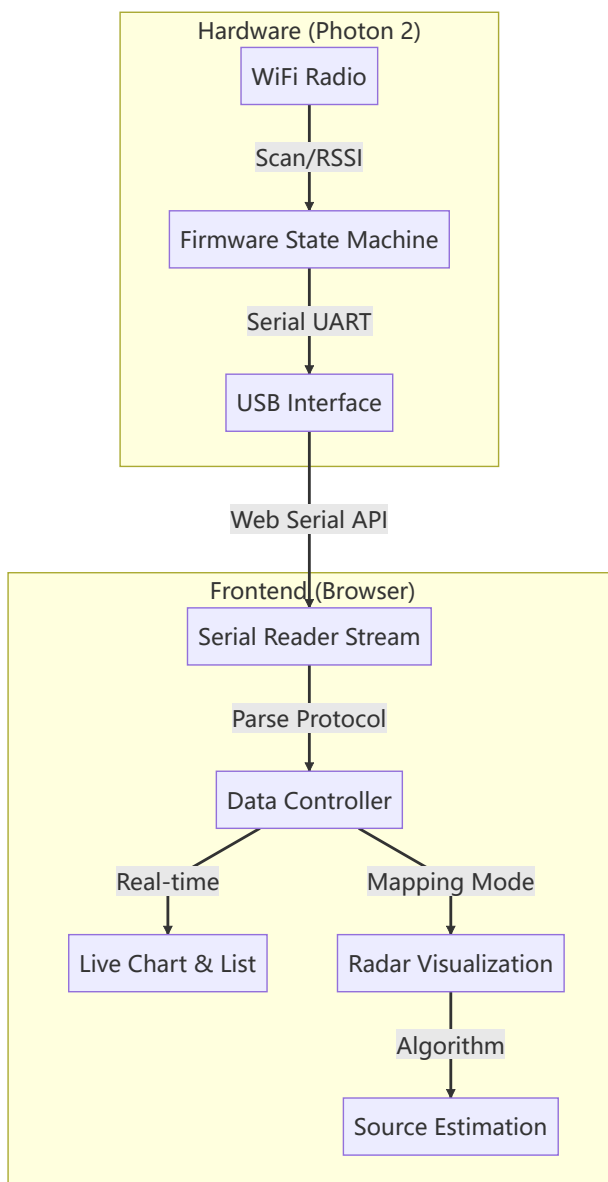 Hardware (Photon 2)
WiFi Radio
Scan/RSSI
Firmware State Machine
Serial UART
USB Interface
Web Serial API
Frontend (Browser)
Serial Reader Stream
Parse Protocol
Data Controller
Real-time
Mapping Mode
Live Chart & List
Radar Visualization
Algorithm
Source Estimation